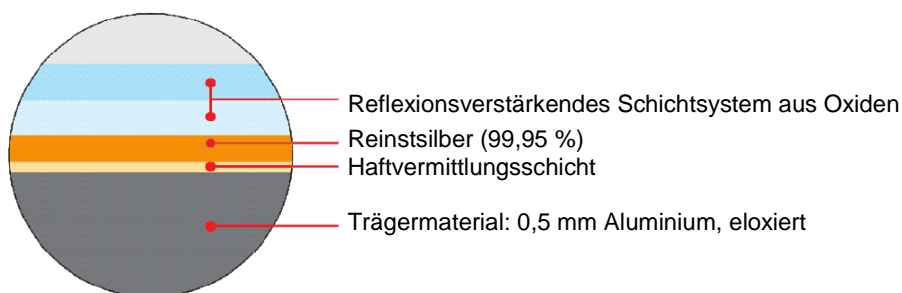 Reflexionsverstärkendes Schichtsystem aus Oxiden
Reinstsilber (99,95 %)
Haftvermittlungsschicht
Trägermaterial: 0,5 mm Aluminium, eloxiert